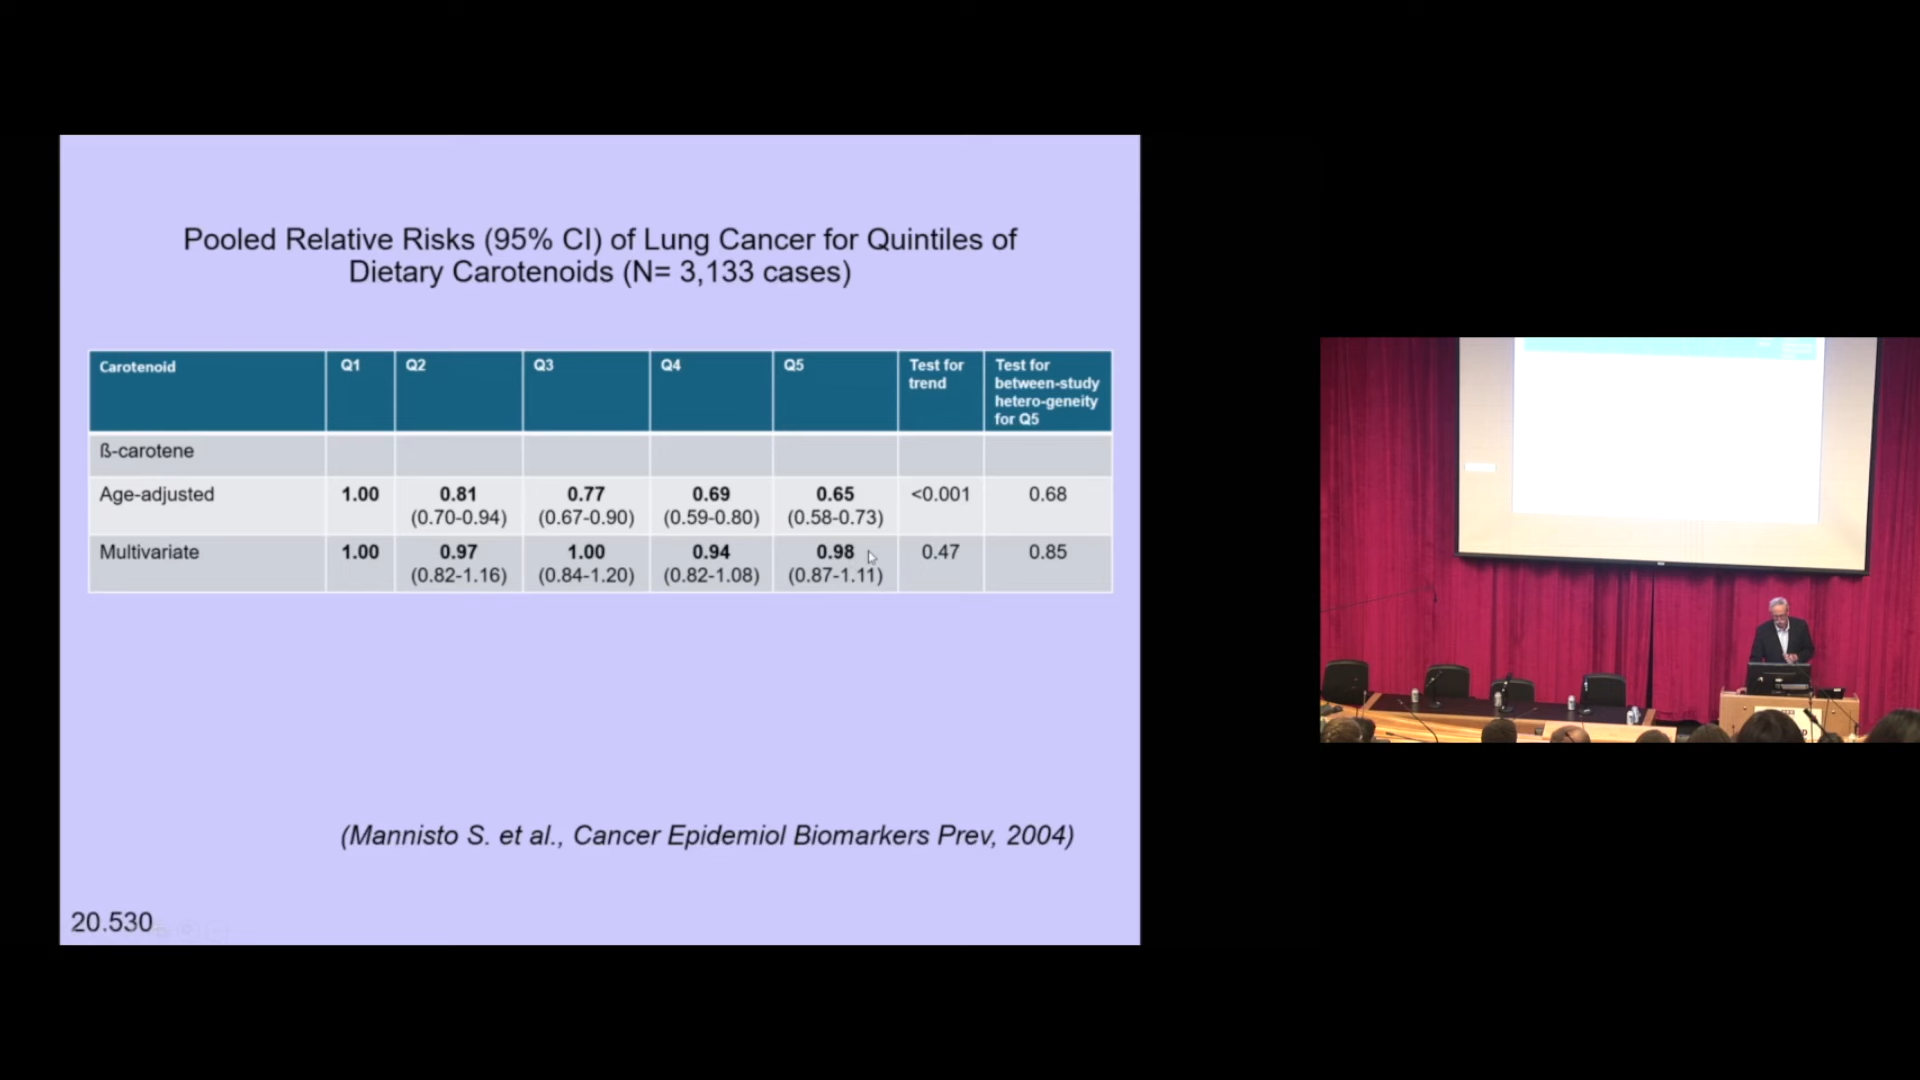 Pooled Relative Risks (95% CI) of Lung Cancer for Quintiles of
Dietary Carotenoids (N= 3,133 cases)
Carotenoid Q1 Q2 Q3 Q4 Q5 Test for trend Test for between-study hetero-geneity for Q5
ß-carotene
Age-adjusted 1.00 0.81 0.77 0.69 0.65 <0.001 0.68
(0.70-0.94) (0.67-0.90) (0.59-0.80) (0.58-0.73)
Multivariate 1.00 0.97 1.00 0.94 0.98 0.47 0.85
(0.82-1.16) (0.84-1.20) (0.82-1.08) (0.87-1.11)
(Mannisto S. et al., Cancer Epidemiol Biomarkers Prev, 2004)
20.530